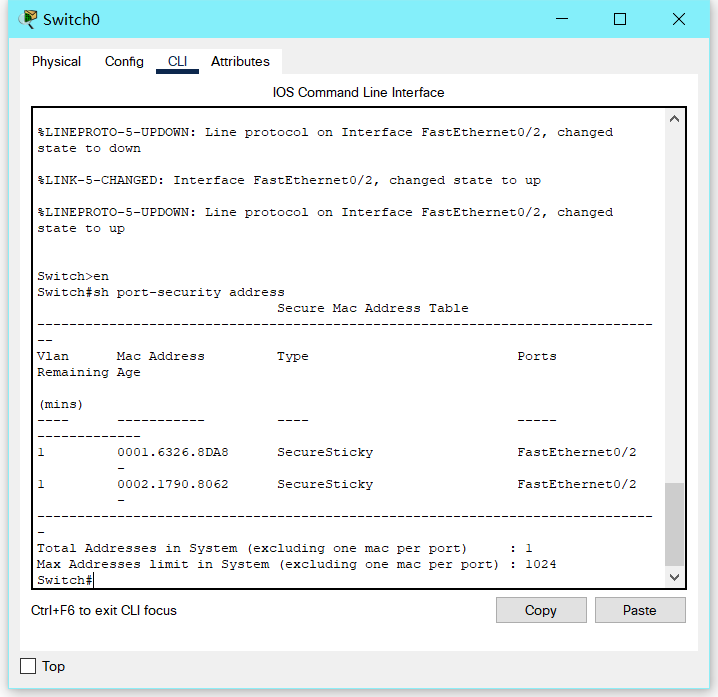 Switch0
Physical Config CLI Attributes
IOS Command Line Interface
%LINEPROTO-5-UPDOWN: Line protocol on Interface FastEthernet0/2, changed
state to down
%LINK-5-CHANGED: Interface FastEthernet0/2, changed state to up
%LINEPROTO-5-UPDOWN: Line protocol on Interface FastEthernet0/2, changed
state to up
Switch>en
Switch#sh port-security address
Secure Mac Address Table
-----------------------------------------------------------------------------
--
Vlan Mac Address Type Ports
Remaining Age
(mins)
---- ----------- ---- -----
-------------
1 0001.6326.8DA8 SecureSticky FastEthernet0/2
-
1 0002.1790.8062 SecureSticky FastEthernet0/2
-
-----------------------------------------------------------------------------
-
Total Addresses in System (excluding one mac per port) : 1
Max Addresses limit in System (excluding one mac per port) : 1024
Switch#
Ctrl+F6 to exit CLI focus Copy Paste
Top